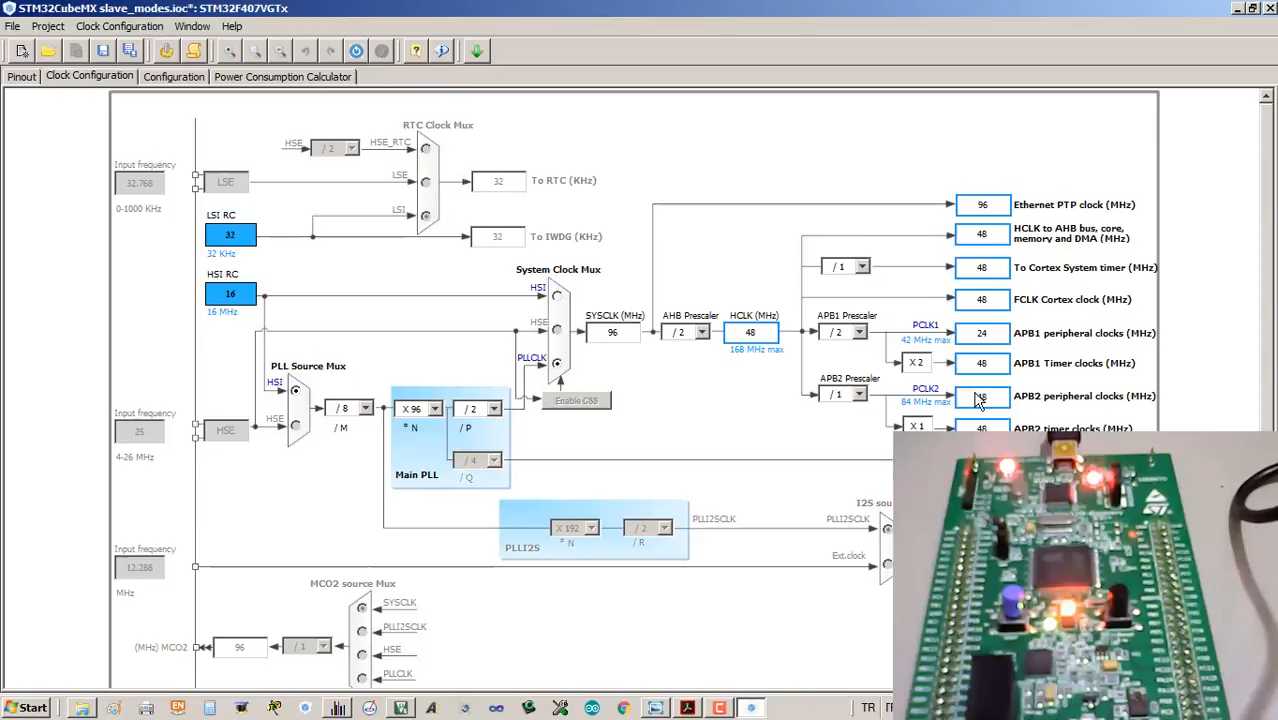 STM32CubeMX slave_modes.ioc*: STM32F407VGTx
File Project Clock Configuration Window Help
Pinout Clock Configuration Configuration Power Consumption Calculator
RTC Clock Mux
HSE / 2 HSE_RTC
Input frequency
32.768 LSE LSE 32 To RTC (KHz)
0-1000 KHz
LSI RC LSI
32 32 To IWDG (KHz)
32 KHz
HSI RC
16
16 MHz
System Clock Mux
HSI
HSE
PLLCLK
Enable CSS
SYSCLK (MHz) AHB Prescaler HCLK (MHz) APB1 Prescaler
96 / 2 48 / 2
168 MHz max
96 Ethernet PTP clock (MHz)
48 HCLK to AHB bus, core,
memory and DMA (MHz)
/ 1 48 To Cortex System timer (MHz)
48 FCLK Cortex clock (MHz)
PCLK1 24 APB1 peripheral clocks (MHz)
42 MHz max
X 2 48 APB1 Timer clocks (MHz)
APB2 Prescaler PCLK2
/ 1 APB2 peripheral clocks (MHz)
84 MHz max
X 1 48 APB2 timer clocks (MHz)
PLL Source Mux
HSI
HSE
Input frequency
25 HSE
4-26 MHz
/ 8
/ M
X 96 / 2
* N / P
/ 4
Main PLL / Q
X 192 / 2 PLLI2SCLK
PLLI2S * N / R
I2S sou
PLLI2SCLK
Ext.clock
Input frequency
12.288
MHz
MCO2 source Mux
SYSCLK
PLLI2SCLK
HSE
PLLCLK
(MHz) MCO2 96 / 1
Start TR